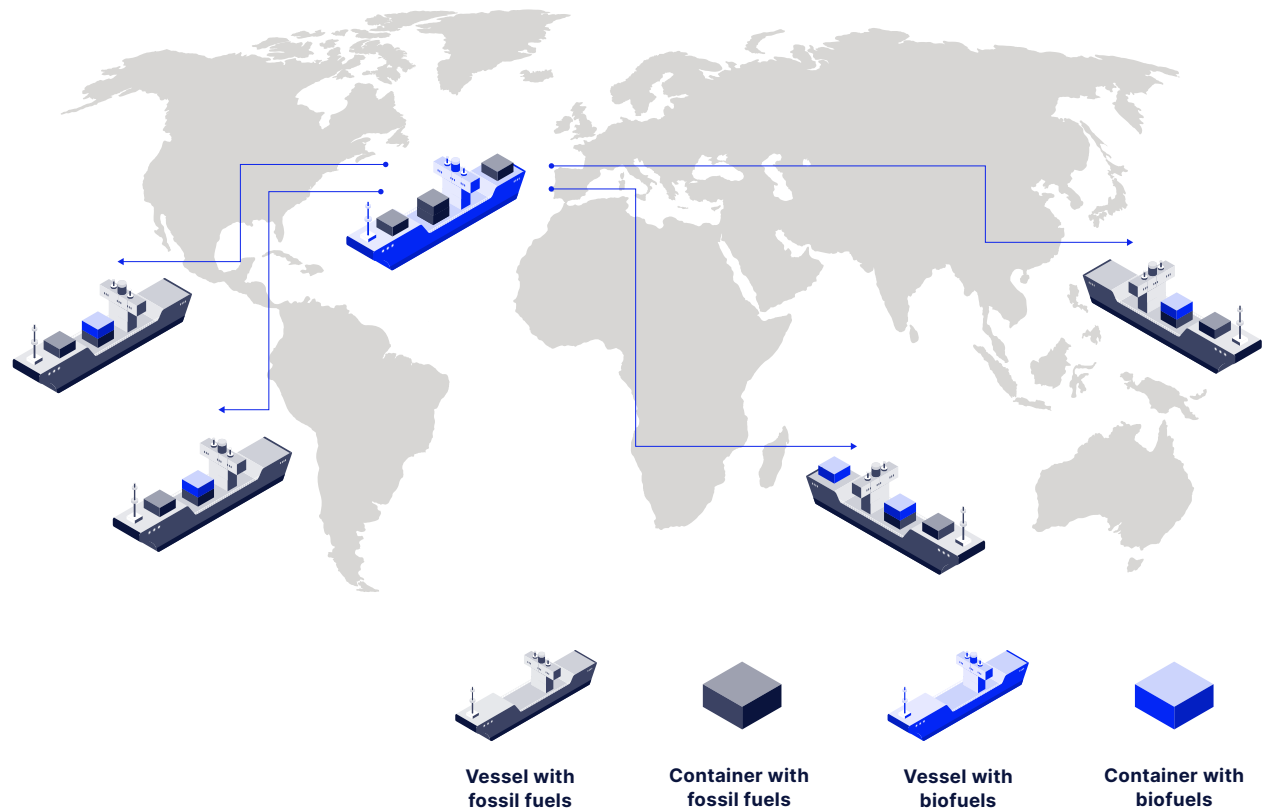 Vessel with
fossil fuels
Container with
fossil fuels
Vessel with
biofuels
Container with
biofuels